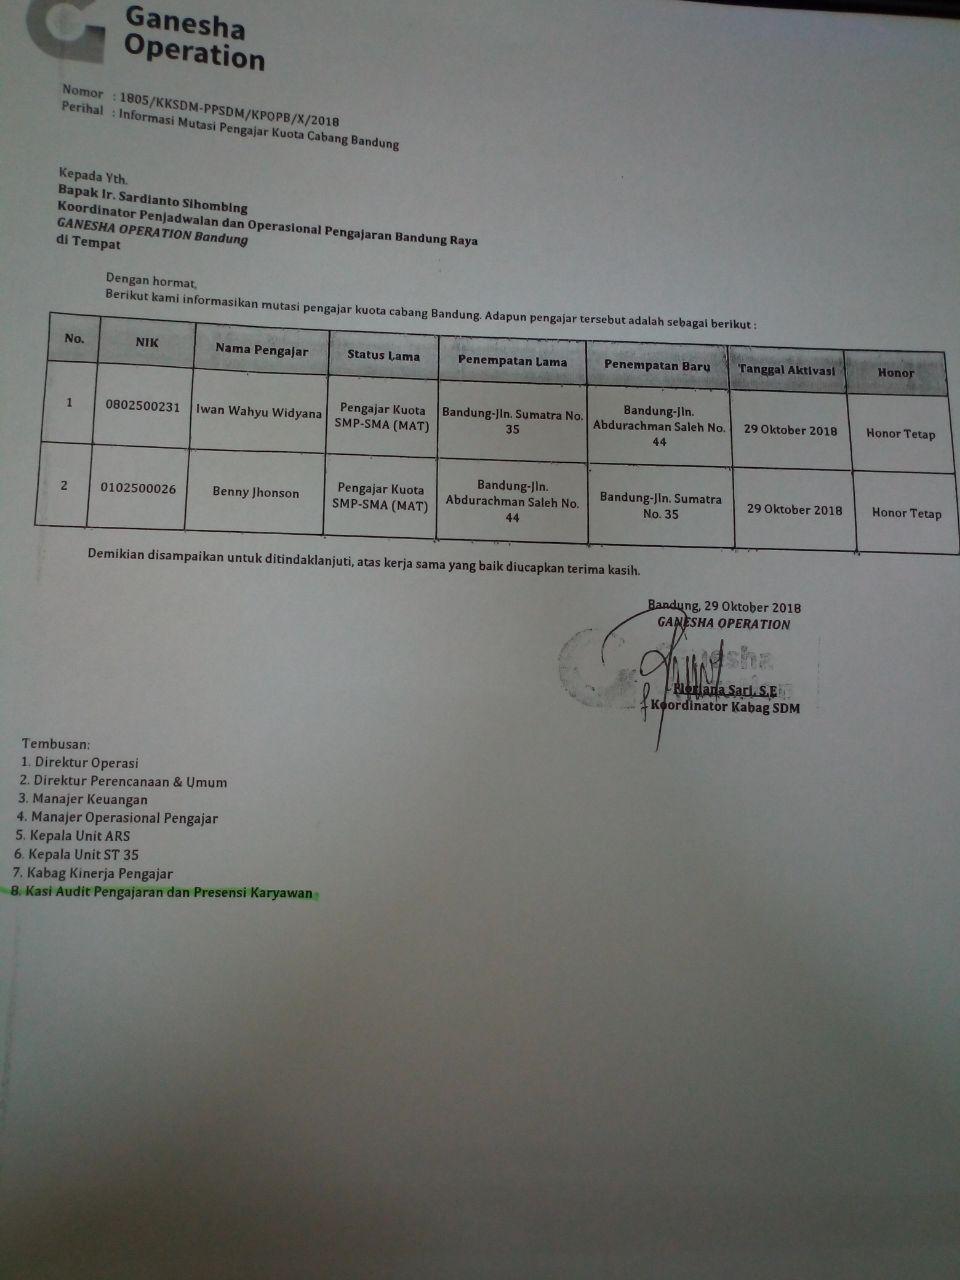 Ganesha
Operation
Nomor : 1805/KKSDM-PPSDM/KPOPB/X/2018
Perihal : Informasi Mutasi Pengajar Kuota Cabang Bandung
Kepada Yth.
Bapak Ir. Sardianto Sihombing
Koordinator Penjadwalan dan Operasional Pengajaran Bandung Raya
GANESHA OPERATION Bandung
di Tempat
Dengan hormat,
Berikut kami informasikan mutasi pengajar kuota cabang Bandung. Adapun pengajar tersebut adalah sebagai berikut :
No. NIK Nama Pengajar Status Lama Penempatan Lama Penempatan Baru Tanggal Aktivasi Honor
1 0802500231 Iwan Wahyu Widyana Pengajar Kuota SMP-SMA (MAT) Bandung-Jln. Sumatra No. 35 Bandung-Jln. Abdurachman Saleh No. 44 29 Oktober 2018 Honor Tetap
2 0102500026 Benny Jhonson Pengajar Kuota SMP-SMA (MAT) Bandung-Jln. Abdurachman Saleh No. 44 Bandung-Jln. Sumatra No. 35 29 Oktober 2018 Honor Tetap
Demikian disampaikan untuk ditindaklanjuti, atas kerja sama yang baik diucapkan terima kasih.
Bandung, 29 Oktober 2018
GANESHA OPERATION
Sari, S.E
Koordinator Kabag SDM
Tembusan:
1. Direktur Operasi
2. Direktur Perencanaan & Umum
3. Manajer Keuangan
4. Manajer Operasional Pengajar
5. Kepala Unit ARS
6. Kepala Unit ST 35
7. Kabag Kinerja Pengajar
8. Kasi Audit Pengajaran dan Presensi Karyawan